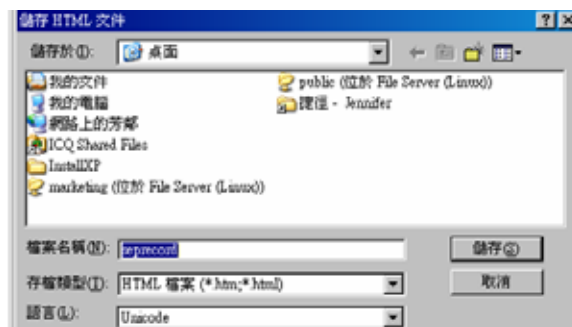 儲存 HTML 文件
儲存於(I): 桌面
我的文件
我的電腦
網路上的芳鄰
ICQ Shared Files
InstallXP
marketing (位於 File Server (Linux))
public (位於 File Server (Linux))
捷徑 - Jennifer
檔案名稱(N): reprecord
儲存(S)
存檔類型(T): HTML 檔案 (*.htm;*.html)
取消
語言(L): Unicode